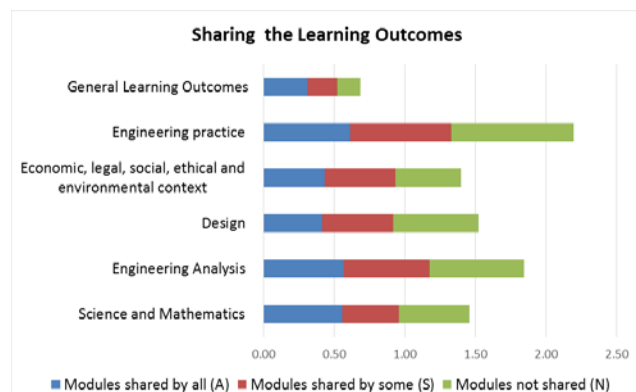 Sharing the Learning Outcomes
General Learning Outcomes
Engineering practice
Economic, legal, social, ethical and
environmental context
Design
Engineering Analysis
Science and Mathematics
0.00 0.50 1.00 1.50 2.00 2.50
Modules shared by all (A) Modules shared by some (S) Modules not shared (N)